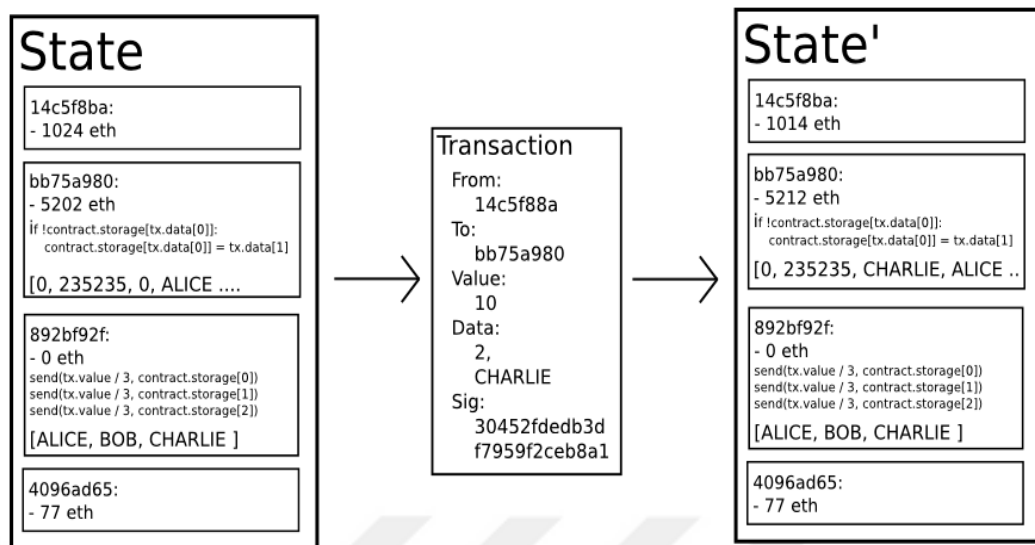 State
14c5f8ba:
- 1024 eth
bb75a980:
- 5202 eth
if !contract.storage[tx.data[0]]:
contract.storage[tx.data[0]] = tx.data[1]
[0, 235235, 0, ALICE ....
892bf92f:
- 0 eth
send(tx.value / 3, contract.storage[0])
send(tx.value / 3, contract.storage[1])
send(tx.value / 3, contract.storage[2])
[ALICE, BOB, CHARLIE ]
4096ad65:
- 77 eth
Transaction
From:
14c5f88a
To:
bb75a980
Value:
10
Data:
2,
CHARLIE
Sig:
30452fdedb3d
f7959f2ceb8a1
State'
14c5f8ba:
- 1014 eth
bb75a980:
- 5212 eth
if !contract.storage[tx.data[0]]:
contract.storage[tx.data[0]] = tx.data[1]
[0, 235235, CHARLIE, ALICE ..
892bf92f:
- 0 eth
send(tx.value / 3, contract.storage[0])
send(tx.value / 3, contract.storage[1])
send(tx.value / 3, contract.storage[2])
[ALICE, BOB, CHARLIE ]
4096ad65:
- 77 eth